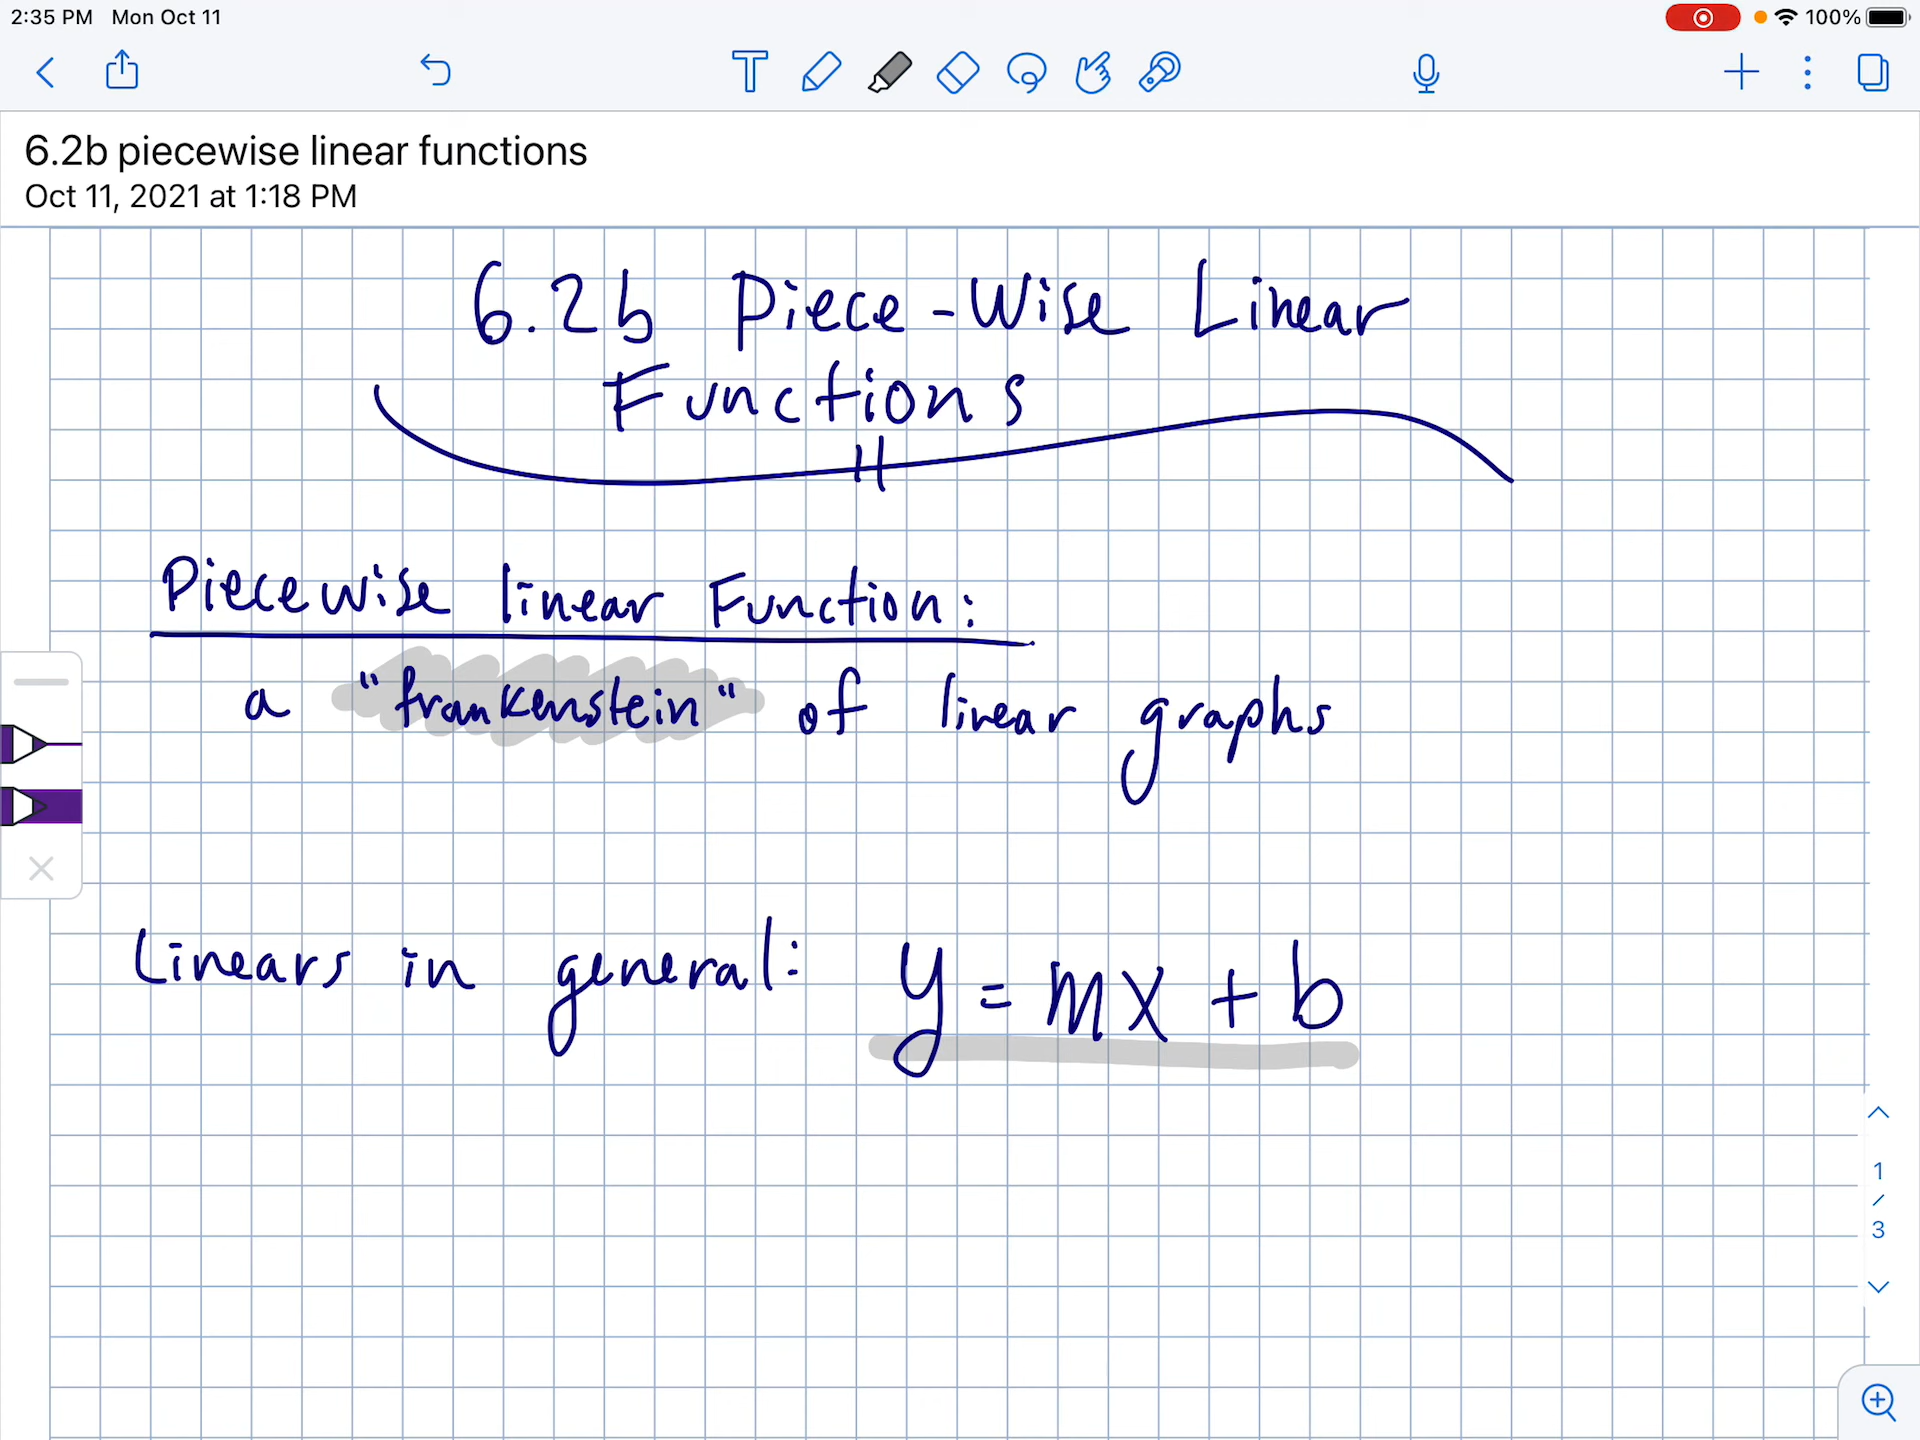 2:35 PM Mon Oct 11
100%
6.2b piecewise linear functions
Oct 11, 2021 at 1:18 PM
6.2b Piece-Wise Linear
Functions
Piecewise linear Function:
a "frankenstein" of linear graphs
Linears in general: y = mx + b
1
/
3